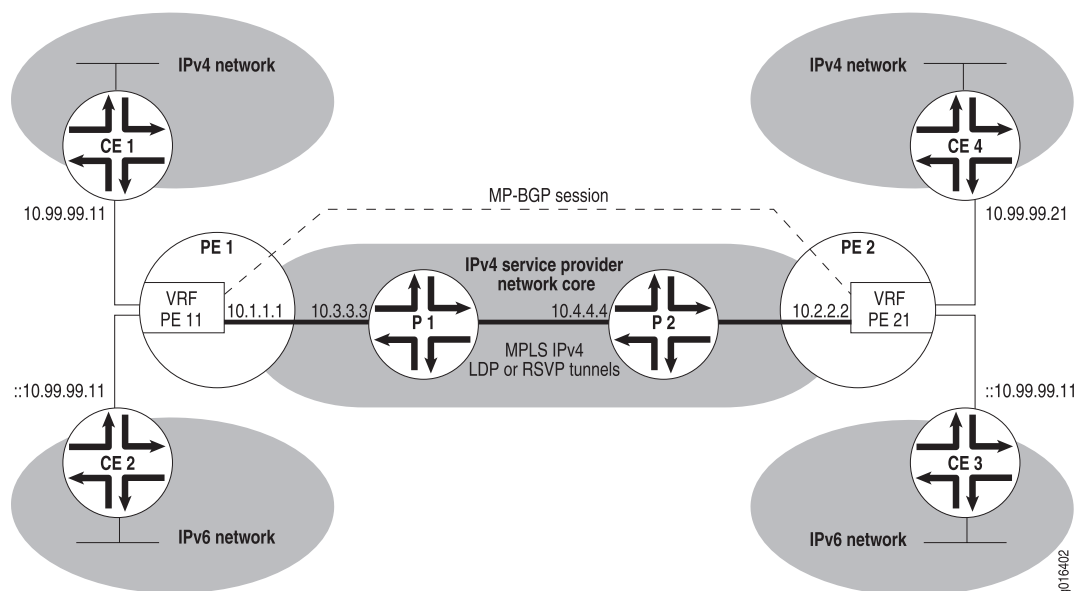 IPv4 network
IPv4 network
CE 1
CE 4
10.99.99.11
MP-BGP session
10.99.99.21
PE 1
PE 2
IPv4 service provider
network core
VRF
PE 11
10.1.1.1
10.3.3.3
P 1
10.4.4.4
P 2
10.2.2.2
VRF
PE 21
MPLS IPv4
LDP or RSVP tunnels
::10.99.99.11
::10.99.99.11
CE 2
CE 3
IPv6 network
IPv6 network
g016402